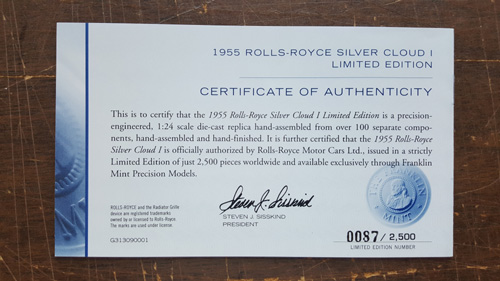 1955 ROLLS-ROYCE SILVER CLOUD I
LIMITED EDITION
CERTIFICATE OF AUTHENTICITY
This is to certify that the 1955 Rolls-Royce Silver Cloud I Limited Edition is a precision-
engineered, 1:24 scale die-cast replica hand-assembled from over 100 separate compo-
nents, hand-assembled and hand-finished. It is further certified that the 1955 Rolls-Royce
Silver Cloud I is officially authorized by Rolls-Royce Motor Cars Ltd., issued in a strictly
Limited Edition of just 2,500 pieces worldwide and available exclusively through Franklin
Mint Precision Models.
ROLLS-ROYCE and the Radiator Grille
device are registered trademarks
owned by or licensed to Rolls-Royce
The marks are used under license.
G313090001
Steven J. Sisskind
STEVEN J. SISSKIND
PRESIDENT
THE FRANKLIN
MINT
0087 / 2,500
LIMITED EDITION NUMBER